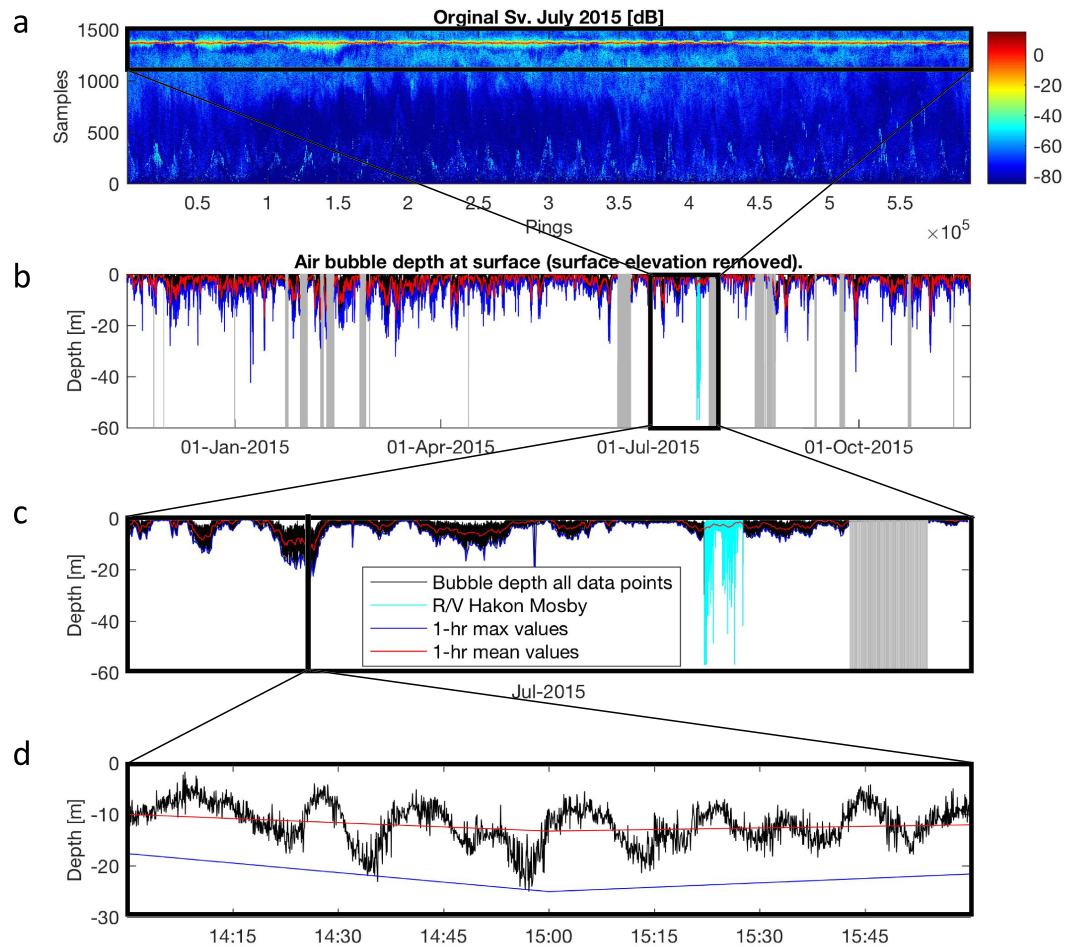 a
Orginal Sv. July 2015 [dB]
1500
1000
500
0
Samples
0.5 1 1.5 2 2.5 3 3.5 4 4.5 5 5.5
Pings
×10⁵
0
-20
-40
-60
-80
b
Air bubble depth at surface (surface elevation removed).
0
-20
-40
-60
Depth [m]
01-Jan-2015 01-Apr-2015 01-Jul-2015 01-Oct-2015
c
0
-20
-40
-60
Depth [m]
Bubble depth all data points
R/V Hakon Mosby
1-hr max values
1-hr mean values
Jul-2015
d
0
-10
-20
-30
Depth [m]
14:15 14:30 14:45 15:00 15:15 15:30 15:45